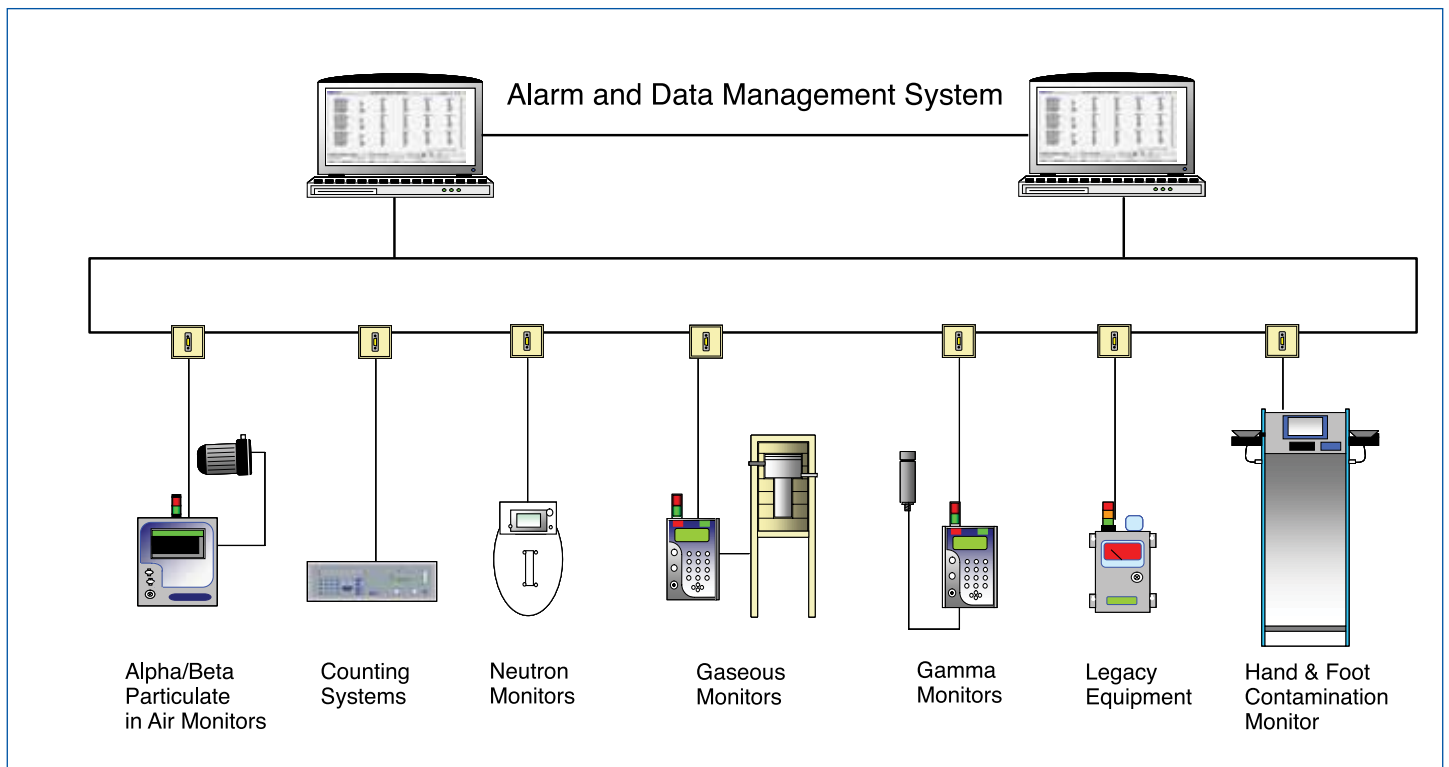 Alarm and Data Management System
Alpha/Beta
Particulate
in Air Monitors
Counting
Systems
Neutron
Monitors
Gaseous
Monitors
Gamma
Monitors
Legacy
Equipment
Hand & Foot
Contamination
Monitor